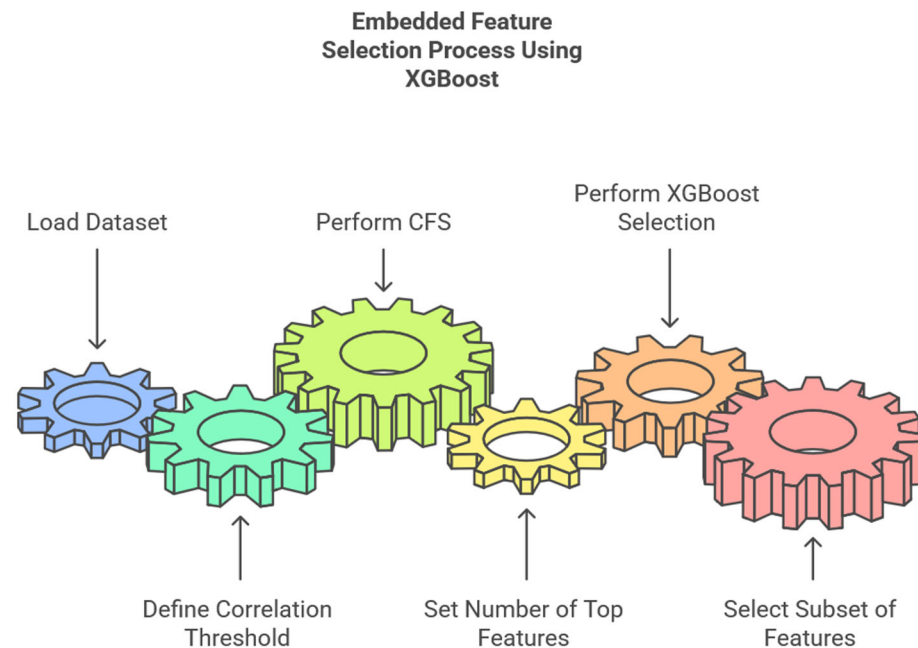 Embedded Feature
Selection Process Using
XGBoost
Load Dataset
Perform CFS
Perform XGBoost
Selection
Define Correlation
Threshold
Set Number of Top
Features
Select Subset of
Features